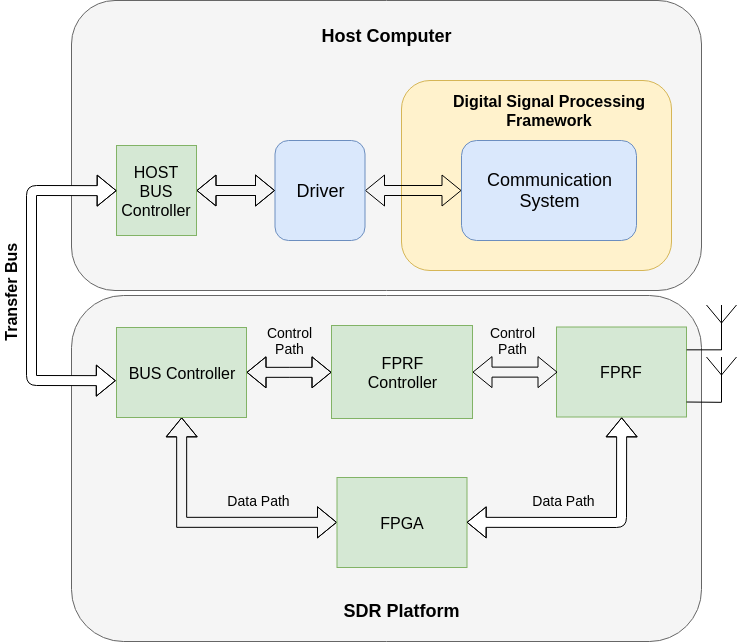 Host Computer
Digital Signal Processing
Framework
HOST
BUS
Controller
Driver
Communication
System
Transfer Bus
BUS Controller
Control
Path
FPRF
Controller
Control
Path
FPRF
Data Path
FPGA
Data Path
SDR Platform